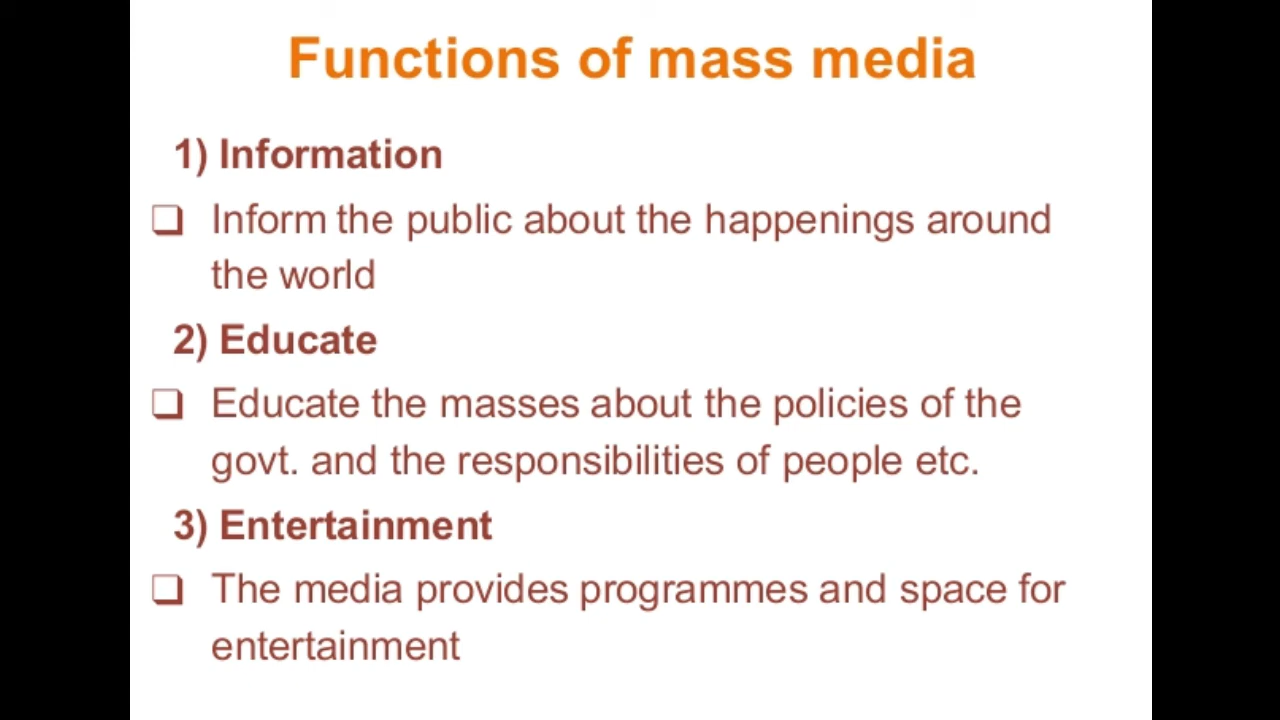 Functions of mass media
1) Information
❑ Inform the public about the happenings around
the world
2) Educate
❑ Educate the masses about the policies of the
govt. and the responsibilities of people etc.
3) Entertainment
❑ The media provides programmes and space for
entertainment